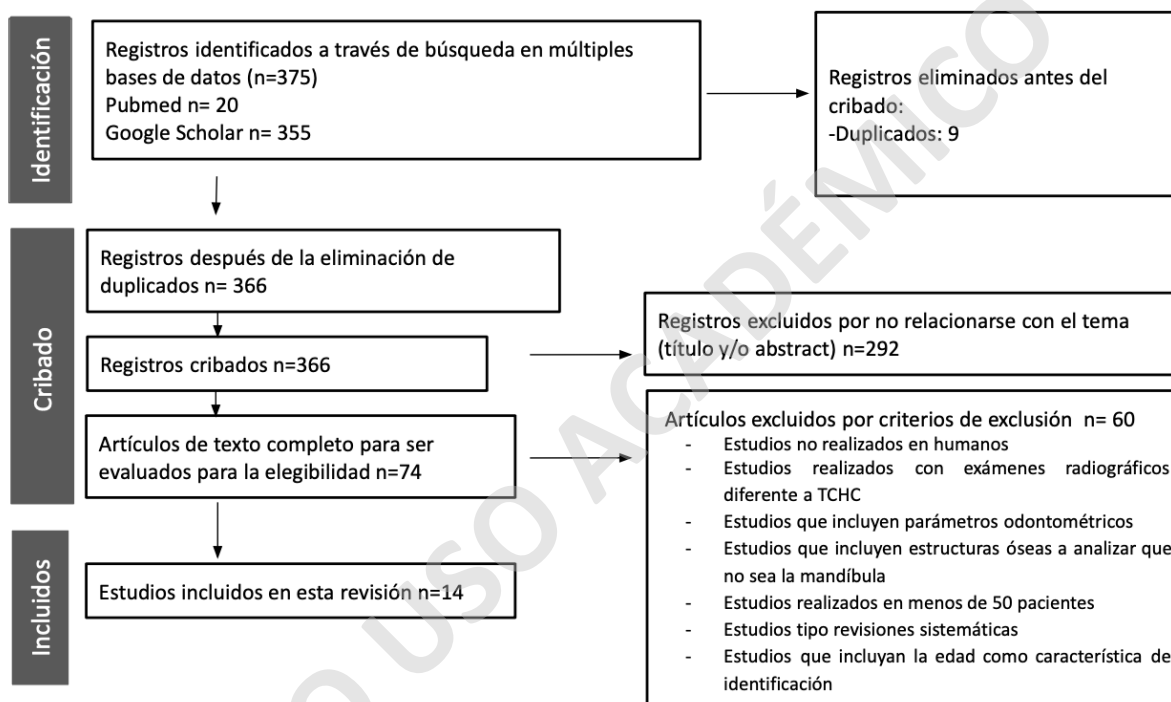 Identificación
Registros identificados a través de búsqueda en múltiples
bases de datos (n=375)
Pubmed n= 20
Google Scholar n= 355
Registros eliminados antes del
cribado:
-Duplicados: 9
Cribado
Registros después de la eliminación de
duplicados n= 366
Registros cribados n=366
Registros excluidos por no relacionarse con el tema
(título y/o abstract) n=292
Artículos de texto completo para ser
evaluados para la elegibilidad n=74
Artículos excluidos por criterios de exclusión n= 60
- Estudios no realizados en humanos
- Estudios realizados con exámenes radiográficos
diferente a TCHC
- Estudios que incluyen parámetros odontométricos
- Estudios que incluyen estructuras óseas a analizar que
no sea la mandíbula
- Estudios realizados en menos de 50 pacientes
- Estudios tipo revisiones sistemáticas
- Estudios que incluyan la edad como característica de
identificación
Incluidos
Estudios incluidos en esta revisión n=14
O USO ACADÉMICO